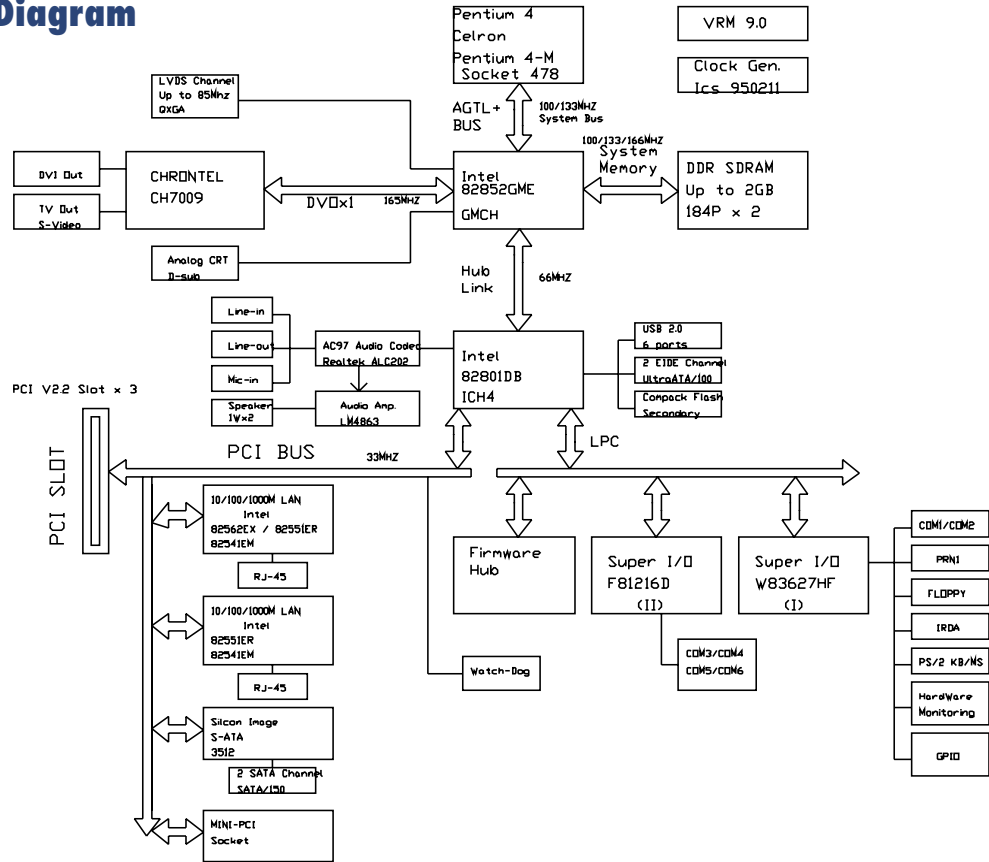 Diagram
Pentium 4
Celron
Pentium 4-M
Socket 478
VRM 9.0
Clock Gen.
Ics 950211
LVDS Channel
Up to 85Mhz
QXGA
AGTL+
BUS
100/133MHZ
System Bus
100/133/166MHZ
System
Memory
DVI Out
TV Out
S-Video
CHRONTEL
CH7009
DVOx1
165MHZ
Intel
82852GME
GMCH
DDR SDRAM
Up to 2GB
184P x 2
Analog CRT
D-sub
Hub
Link
66MHZ
Line-in
Line-out
Mic-in
Speaker
1Wx2
AC97 Audio Codec
Realtek ALC202
Audio Amp.
LM4863
Intel
82801DB
ICH4
USB 2.0
6 ports
2 EIDE Channel
UltraATA/100
Compack Flash
Secondary
PCI V2.2 Slot x 3
PCI SLOT
PCI BUS
33MHZ
LPC
10/100/1000M LAN
Intel
82562EX / 82551ER
82541EM
RJ-45
10/100/1000M LAN
Intel
82551ER
82541EM
RJ-45
Silcon Image
S-ATA
3512
2 SATA Channel
SATA/150
MINI-PCI
Socket
Watch-Dog
Firmware
Hub
Super I/O
F81216D
(II)
COM3/COM4
COM5/COM6
Super I/O
W83627HF
(I)
COM1/COM2
PRN1
FLOPPY
IRDA
PS/2 KB/MS
HardWare
Monitoring
GPIO